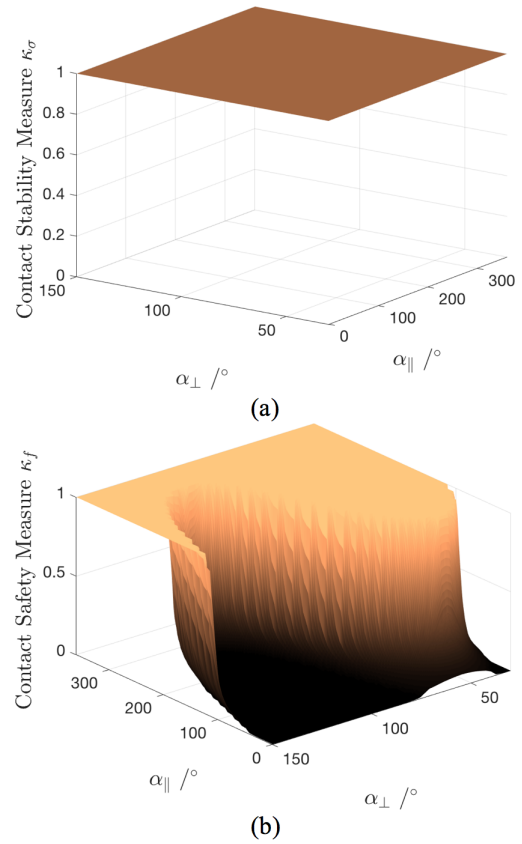 Contact Stability Measure κσ
1
0.8
0.6
0.4
0.2
0
150
100
50
0
100
200
300
α⊥ /°
α∥ /°
(a)
Contact Safety Measure κf
1
0.5
0
300
200
100
0
150
100
50
α∥ /°
α⊥ /°
(b)